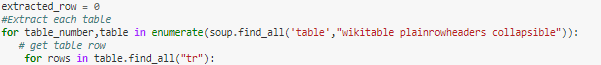 extracted_row = 0
#Extract each table
for table_number,table in enumerate(soup.find_all('table',"wikitable plainrowheaders collapsible")):
   # get table row
    for rows in table.find_all("tr"):